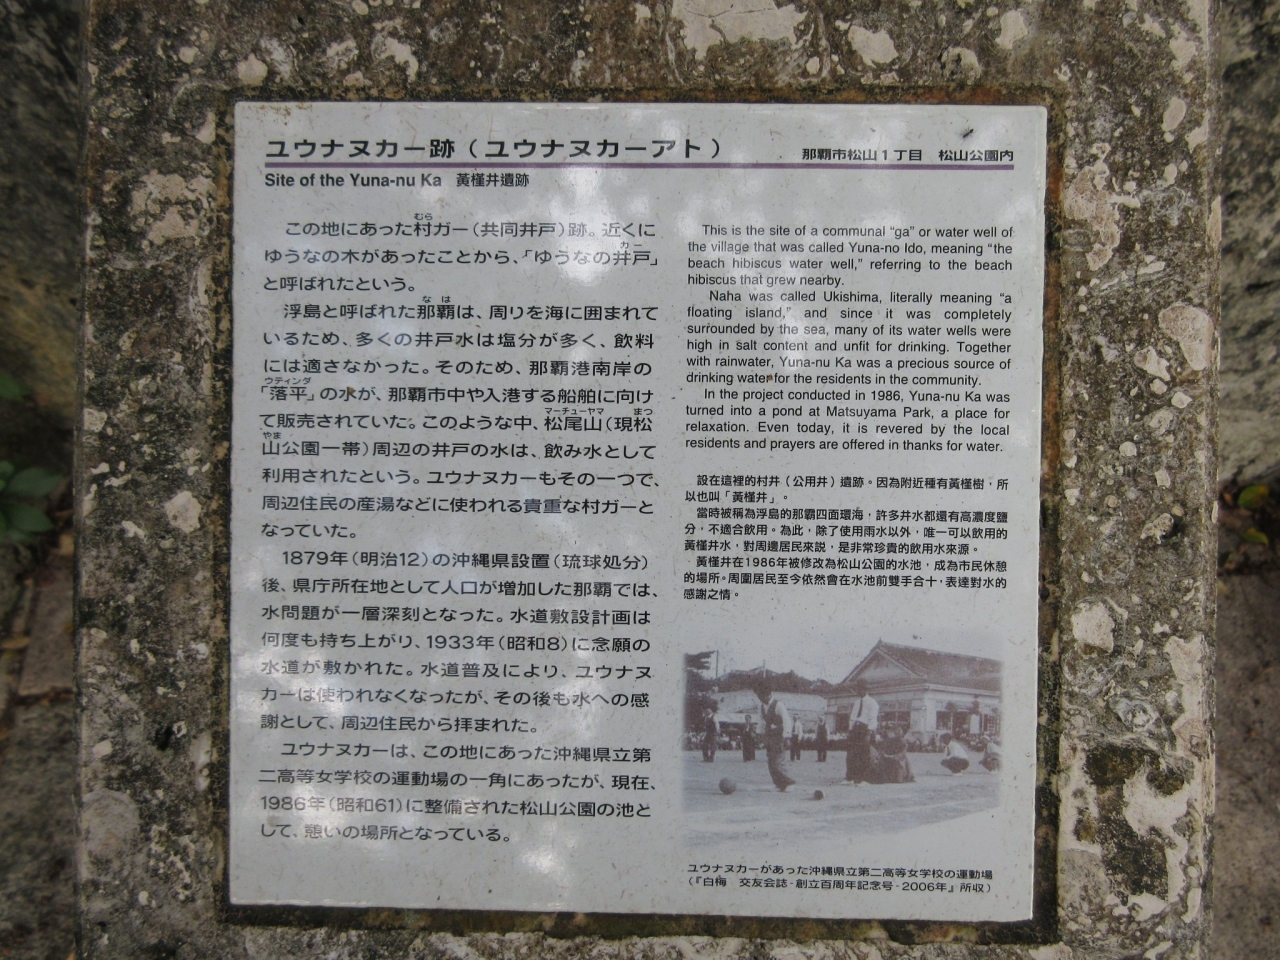 ユウナヌカー跡（ユウナヌカーアト）
那覇市松山1丁目　松山公園内
Site of the Yuna-nu Ka　黃槿井遺跡
この地にあった村ガー（共同井戸）跡。近くに
ゆうなの木があったことから、「ゆうなの井戸」
と呼ばれたという。
浮島と呼ばれた那覇は、周りを海に囲まれて
いるため、多くの井戸水は塩分が多く、飲料
には適さなかった。そのため、那覇港南岸の
「落平」の水が、那覇市中や入港する船舶に向け
て販売されていた。このような中、松尾山（現松
山公園一帯）周辺の井戸の水は、飲み水として
利用されたという。ユウナヌカーもその一つで、
周辺住民の産湯などに使われる貴重な村ガーと
なっていた。
1879年（明治12）の沖縄県設置（琉球処分）
後、県庁所在地として人口が増加した那覇では、
水問題が一層深刻となった。水道敷設計画は
何度も持ち上がり、1933年（昭和8）に念願の
水道が敷かれた。水道普及により、ユウナヌ
カーは使われなくなったが、その後も水への感
謝として、周辺住民から拝まれた。
ユウナヌカーは、この地にあった沖縄県立第
二高等女学校の運動場の一角にあったが、現在、
1986年（昭和61）に整備された松山公園の池と
して、憩いの場所となっている。
This is the site of a communal “ga” or water well of
the village that was called Yuna-no Ido, meaning “the
beach hibiscus water well,” referring to the beach
hibiscus that grew nearby.
Naha was called Ukishima, literally meaning “a
floating island,” and since it was completely
surrounded by the sea, many of its water wells were
high in salt content and unfit for drinking. Together
with rainwater, Yuna-nu Ka was a precious source of
drinking water for the residents in the community.
In the project conducted in 1986, Yuna-nu Ka was
turned into a pond at Matsuyama Park, a place for
relaxation. Even today, it is revered by the local
residents and prayers are offered in thanks for water.
設在這裡的村井（公用井）遺跡。因為附近種有黃槿樹，所
以也叫「黃槿井」。
當時被稱為浮島的那覇四面環海，許多井水都還有高濃度鹽
分，不適合飲用。為此，除了使用雨水以外，唯一可以飲用的
黃槿井水，對周邊居民來説，是非常珍貴的飲用水來源。
黃槿井在1986年被修改為松山公園的水池，成為市民休憩
的場所。周圍居民至今依然會在水池前雙手合十，表達對水的
感謝之情。
ユウナヌカーがあった沖縄県立第二高等女学校の運動場
（『白梅　交友会誌-創立百周年記念号-2006年』所収）